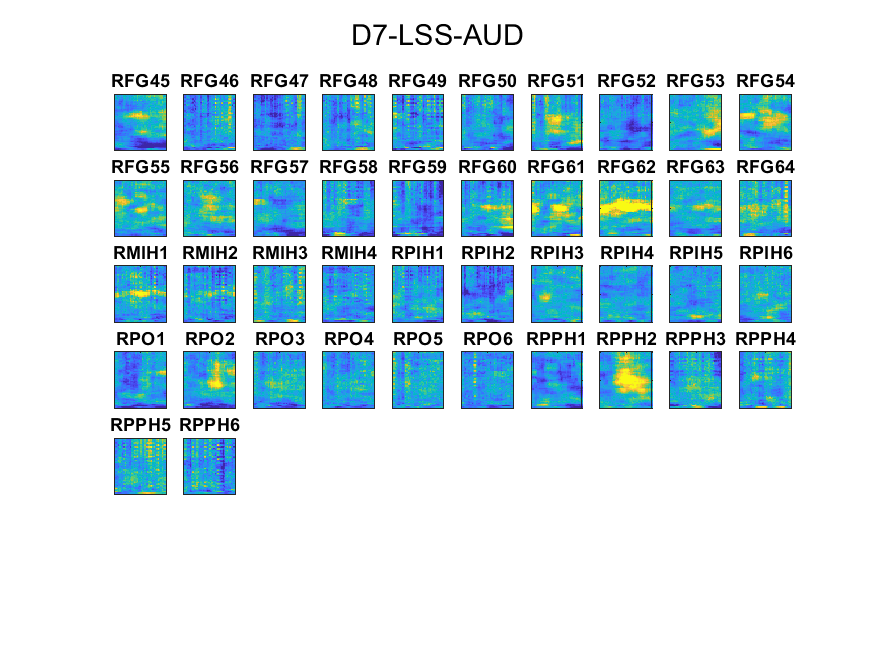 D7-LSS-AUD
RFG45 RFG46 RFG47 RFG48 RFG49 RFG50 RFG51 RFG52 RFG53 RFG54
RFG55 RFG56 RFG57 RFG58 RFG59 RFG60 RFG61 RFG62 RFG63 RFG64
RMIH1 RMIH2 RMIH3 RMIH4 RPIH1 RPIH2 RPIH3 RPIH4 RPIH5 RPIH6
RPO1 RPO2 RPO3 RPO4 RPO5 RPO6 RPPH1 RPPH2 RPPH3 RPPH4
RPPH5 RPPH6